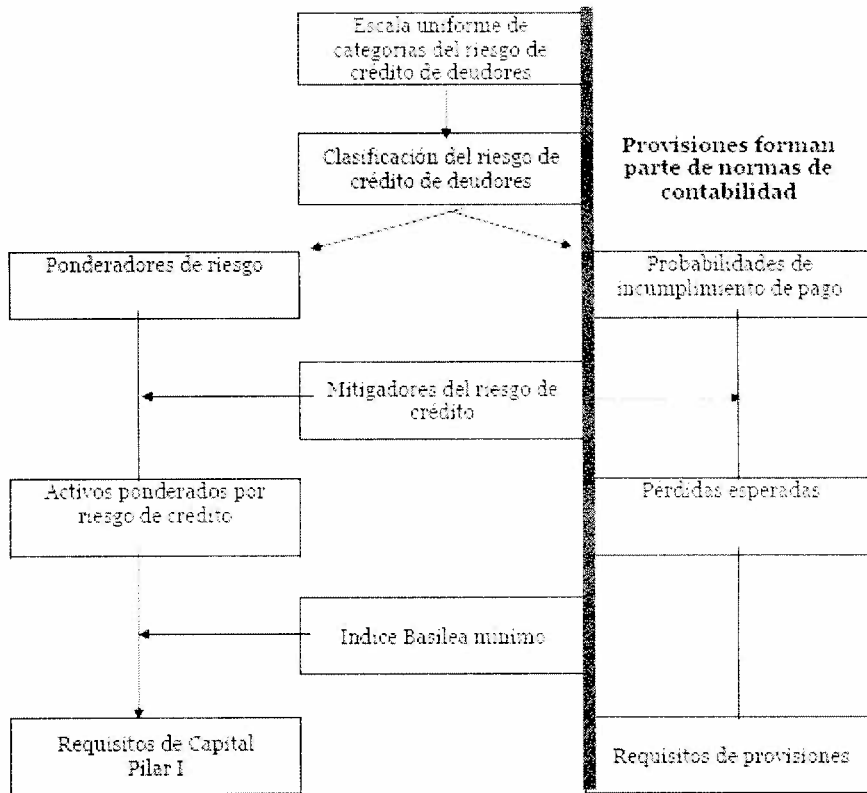 Escala uniforme de
categorias del riesgo de
crédito de deudores
Clasificación del riesgo de
crédito de deudores
Provisiones forman
parte de normas de
contabilidad
Ponderadores de riesgo
Probabilidades de
incumplimiento de pago
Mitigadores del riesgo de
crédito
Activos ponderados por
riesgo de credito
Perdidas esperadas
Indice Basilea mínimo
Requisitos de Capital
Pilar I
Requisitos de provisiones